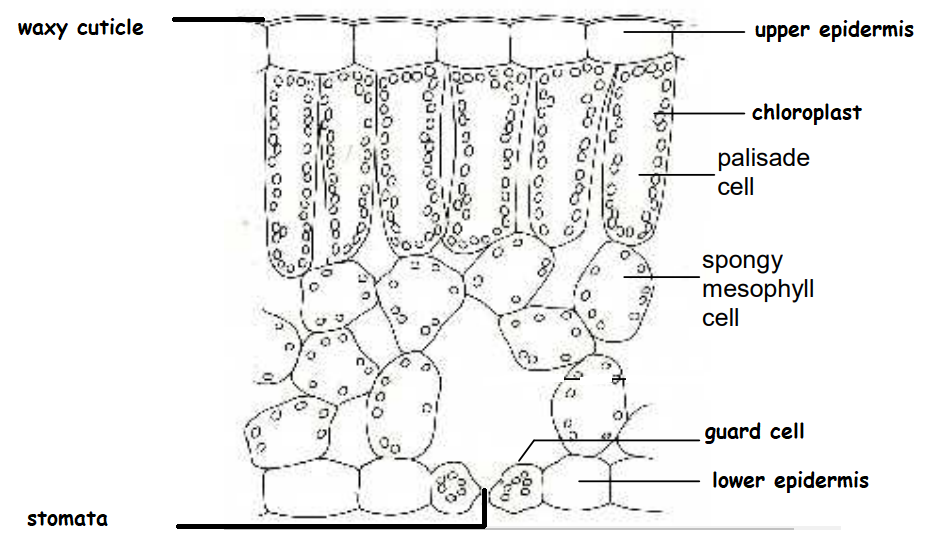 waxy cuticle
upper epidermis
chloroplast
palisade
cell
spongy
mesophyll
cell
guard cell
lower epidermis
stomata